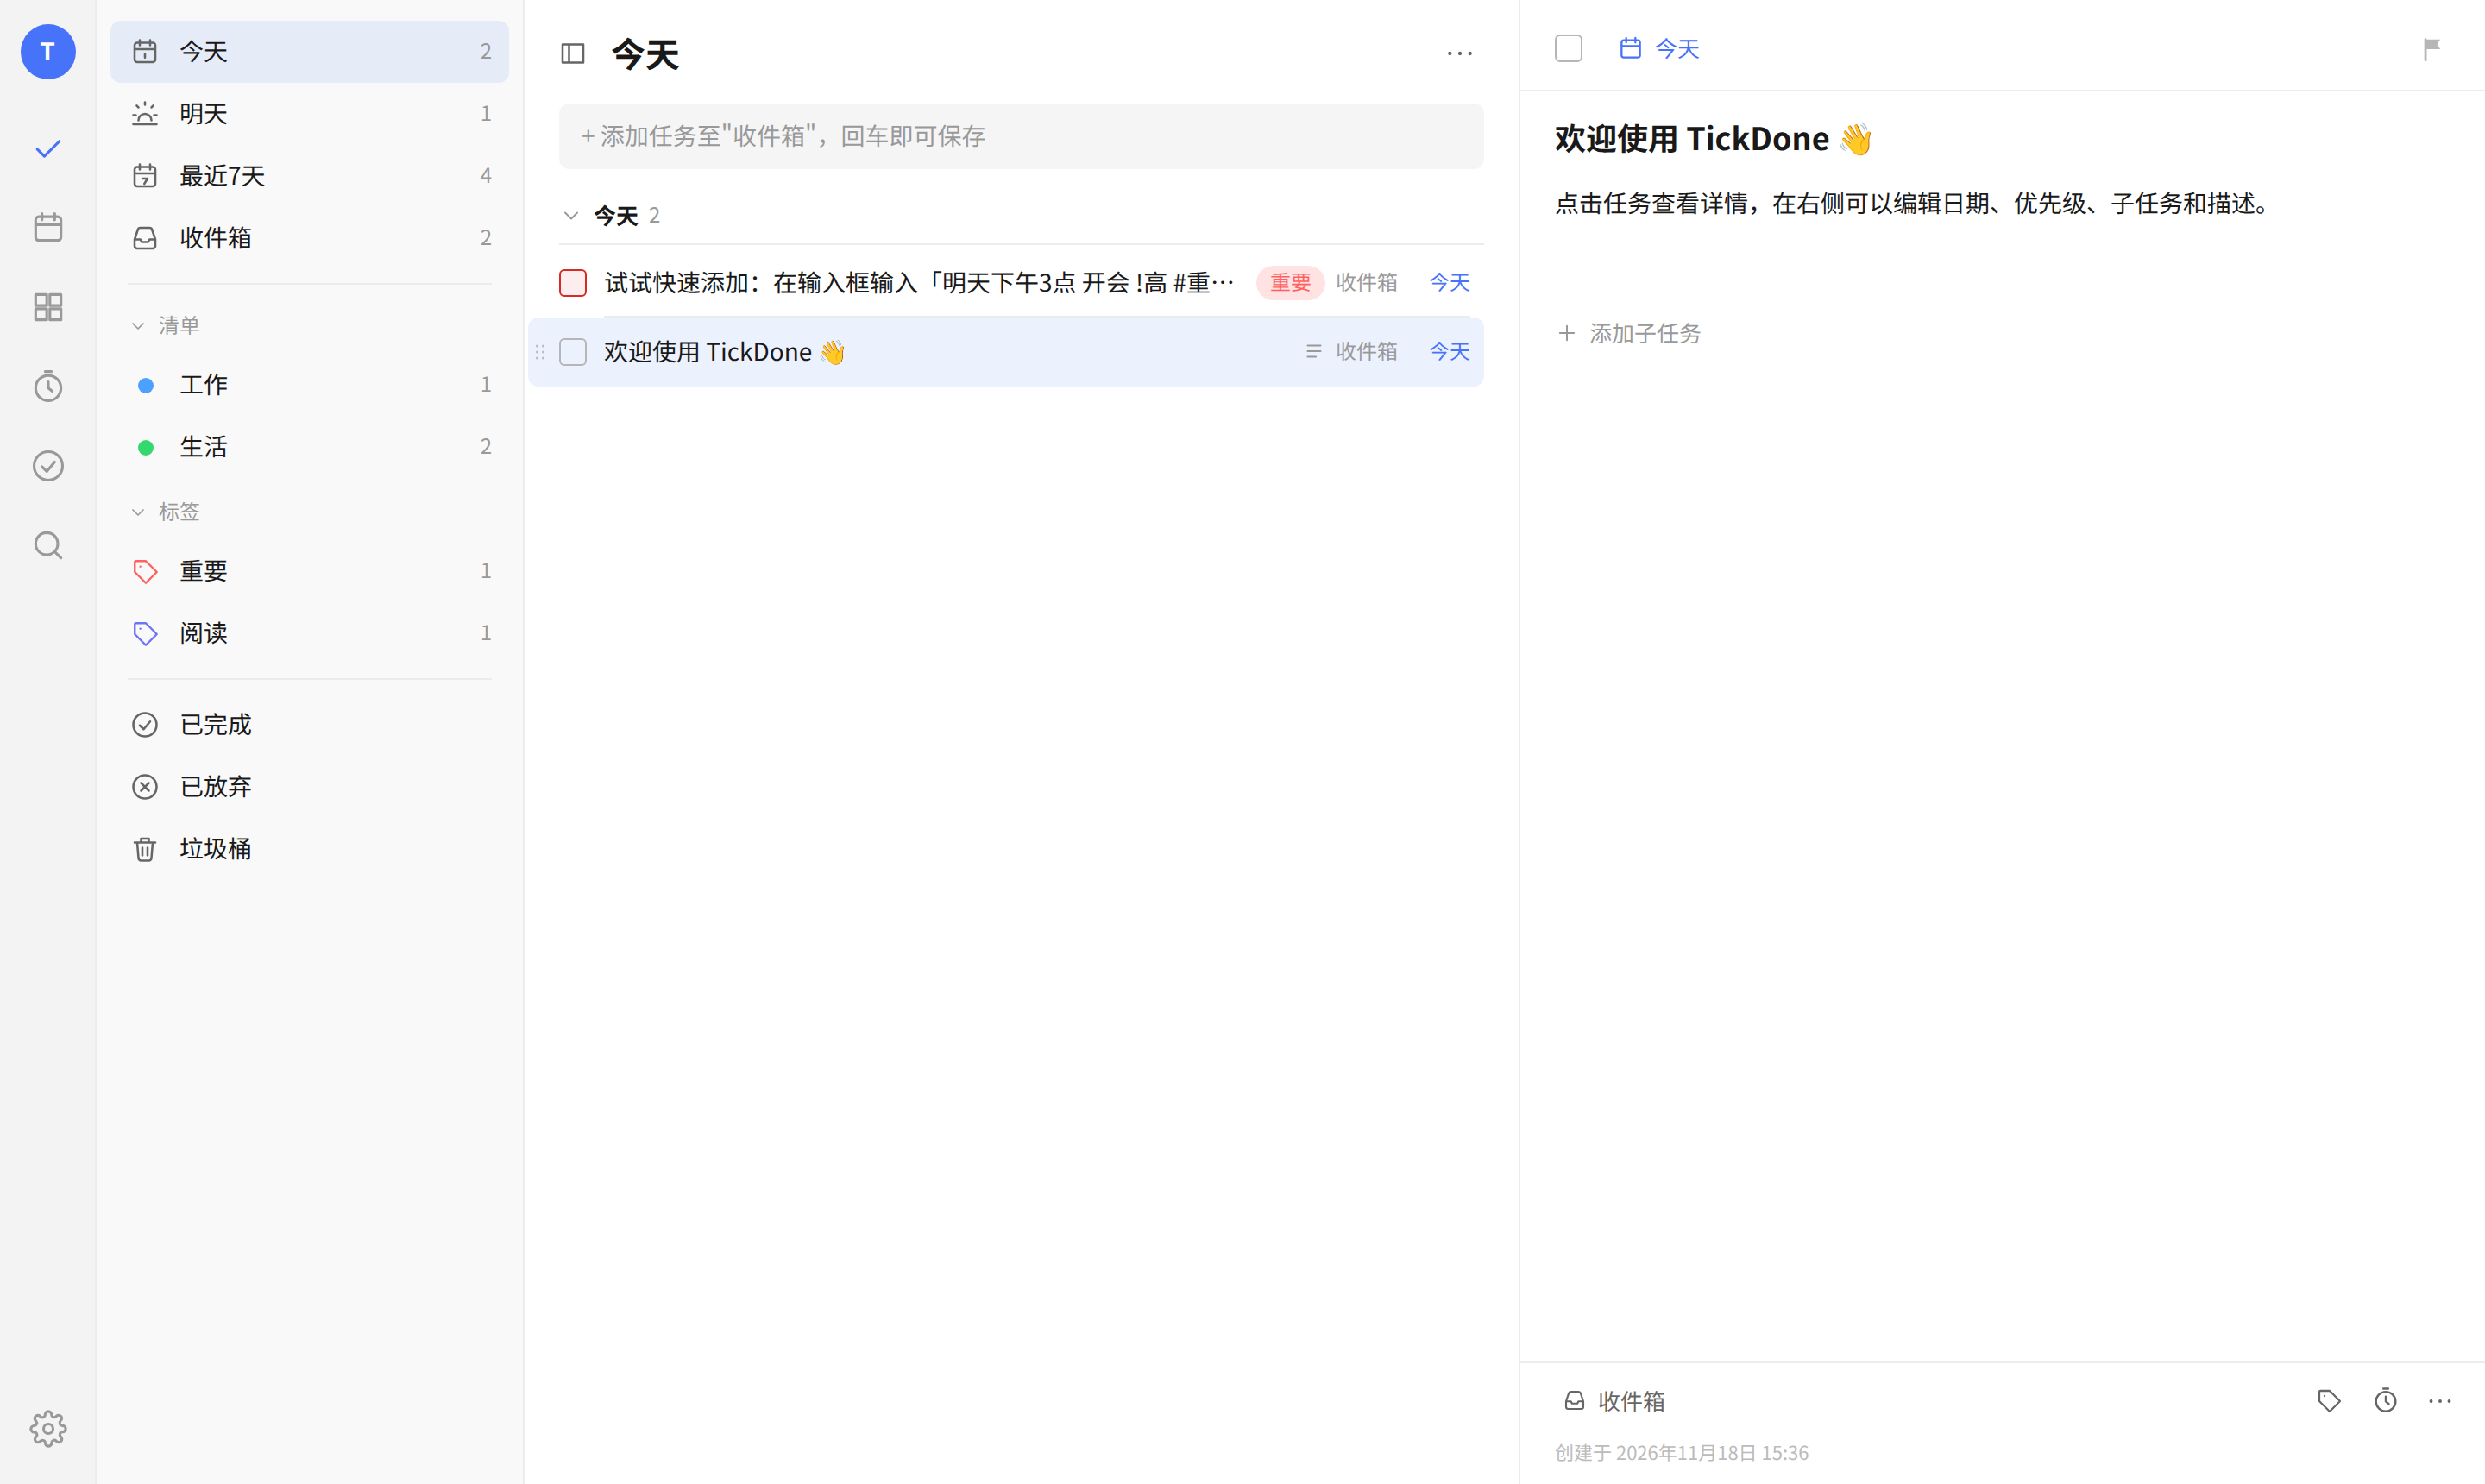 T
今天 2
明天 1
最近7天 4
收件箱 2
清单
工作 1
生活 2
标签
重要 1
阅读 1
已完成
已放弃
垃圾桶
今天
+ 添加任务至"收件箱"，回车即可保存
今天 2
试试快速添加：在输入框输入「明天下午3点 开会 !高 #重… 重要 收件箱 今天
欢迎使用 TickDone 👋 收件箱 今天
今天
欢迎使用 TickDone 👋
点击任务查看详情，在右侧可以编辑日期、优先级、子任务和描述。
添加子任务
收件箱
创建于 2026年11月18日 15:36